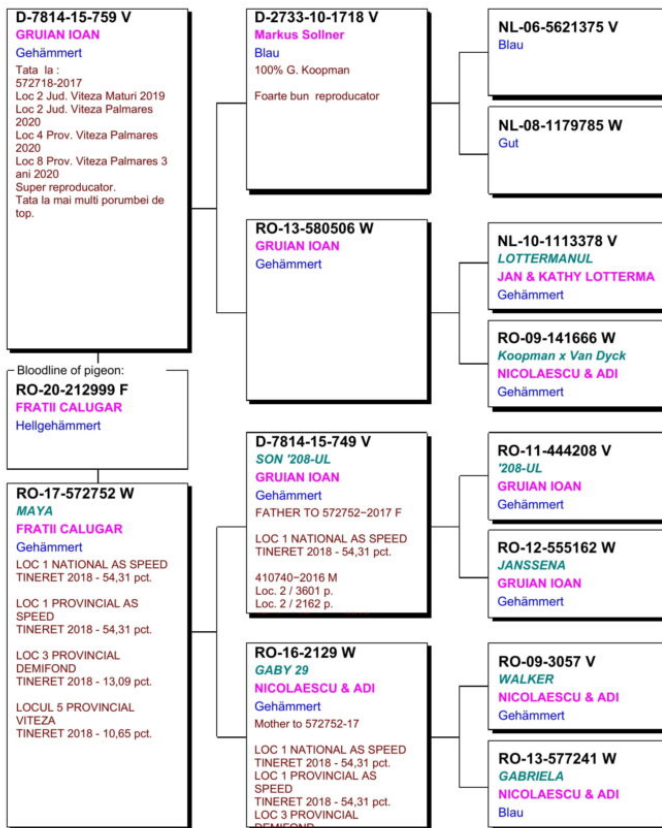 D-7814-15-759 V
GRUIAN IOAN
Gehämmert
Tata la :
572718-2017
Loc 2 Jud. Viteza Maturi 2019
Loc 2 Jud. Viteza Palmares
2020
Loc 4 Prov. Viteza Palmares
2020
Loc 8 Prov. Viteza Palmares 3
ani 2020
Super reproducator.
Tata la mai multi porumbei de
top.
Bloodline of pigeon:
RO-20-212999 F
FRATII CALUGAR
Hellgehämmert
RO-17-572752 W
MAYA
FRATII CALUGAR
Gehämmert
LOC 1 NATIONAL AS SPEED
TINERET 2018 - 54,31 pct.
LOC 1 PROVINCIAL AS
SPEED
TINERET 2018 - 54,31 pct.
LOC 3 PROVINCIAL
DEMIFOND
TINERET 2018 - 13,09 pct.
LOCUL 5 PROVINCIAL
VITEZA
TINERET 2018 - 10,65 pct.
D-2733-10-1718 V
Markus Sollner
Blau
100% G. Koopman
Foarte bun reproducator
RO-13-580506 W
GRUIAN IOAN
Gehämmert
D-7814-15-749 V
SON '208-UL
GRUIAN IOAN
Gehämmert
FATHER TO 572752-2017 F
LOC 1 NATIONAL AS SPEED
TINERET 2018 - 54,31 pct.
410740-2016 M
Loc. 2 / 3601 p.
Loc. 2 / 2162 p.
RO-16-2129 W
GABY 29
NICOLAESCU & ADI
Gehämmert
Mother to 572752-17
LOC 1 NATIONAL AS SPEED
TINERET 2018 - 54,31 pct.
LOC 1 PROVINCIAL AS
SPEED
TINERET 2018 - 54,31 pct.
LOC 3 PROVINCIAL
DEMIFOND
NL-06-5621375 V
Blau
NL-08-1179785 W
Gut
NL-10-1113378 V
LOTTERMANUL
JAN & KATHY LOTTERMA
Gehämmert
RO-09-141666 W
Koopman x Van Dyck
NICOLAESCU & ADI
Gehämmert
RO-11-444208 V
'208-UL
GRUIAN IOAN
Gehämmert
RO-12-555162 W
JANSSENA
GRUIAN IOAN
Gehämmert
RO-09-3057 V
WALKER
NICOLAESCU & ADI
Gehämmert
RO-13-577241 W
GABRIELA
NICOLAESCU & ADI
Blau